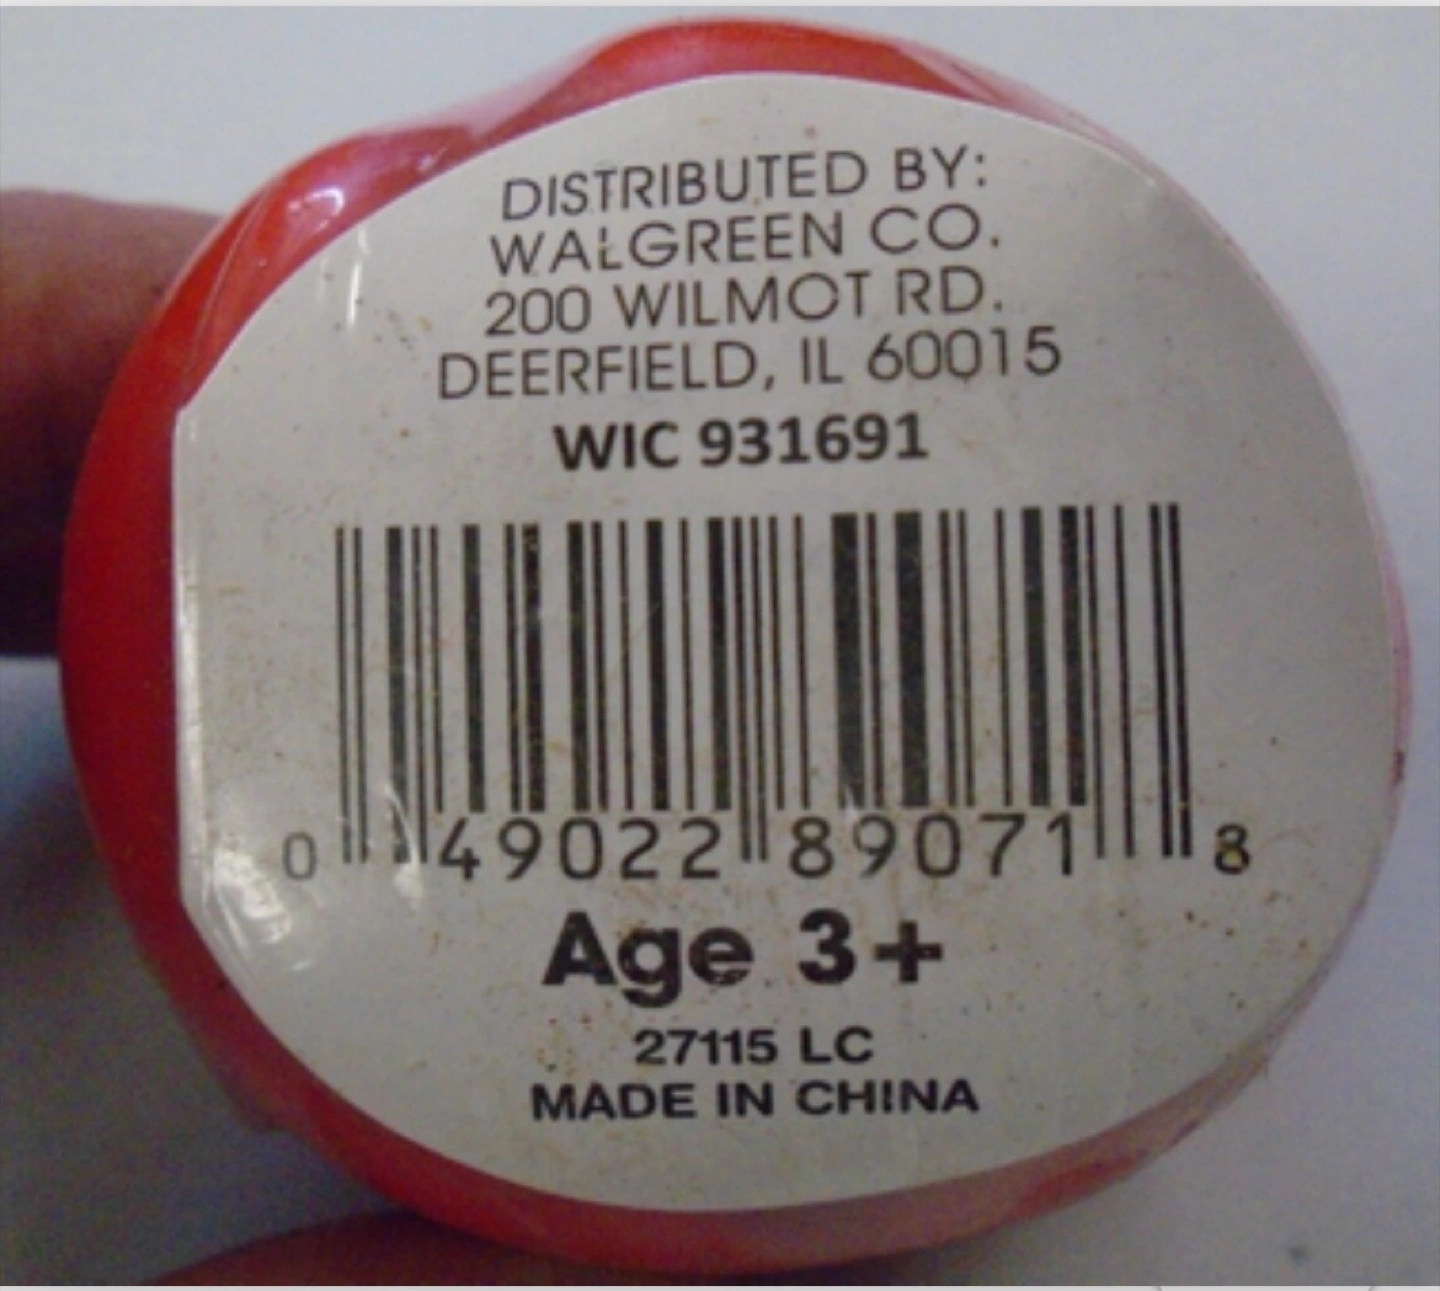 DISTRIBUTED BY:
WALGREEN CO.
200 WILMOT RD.
DEERFIELD, IL 60015
WIC 931691
0 49022 89071 8
Age 3+
27115 LC
MADE IN CHINA